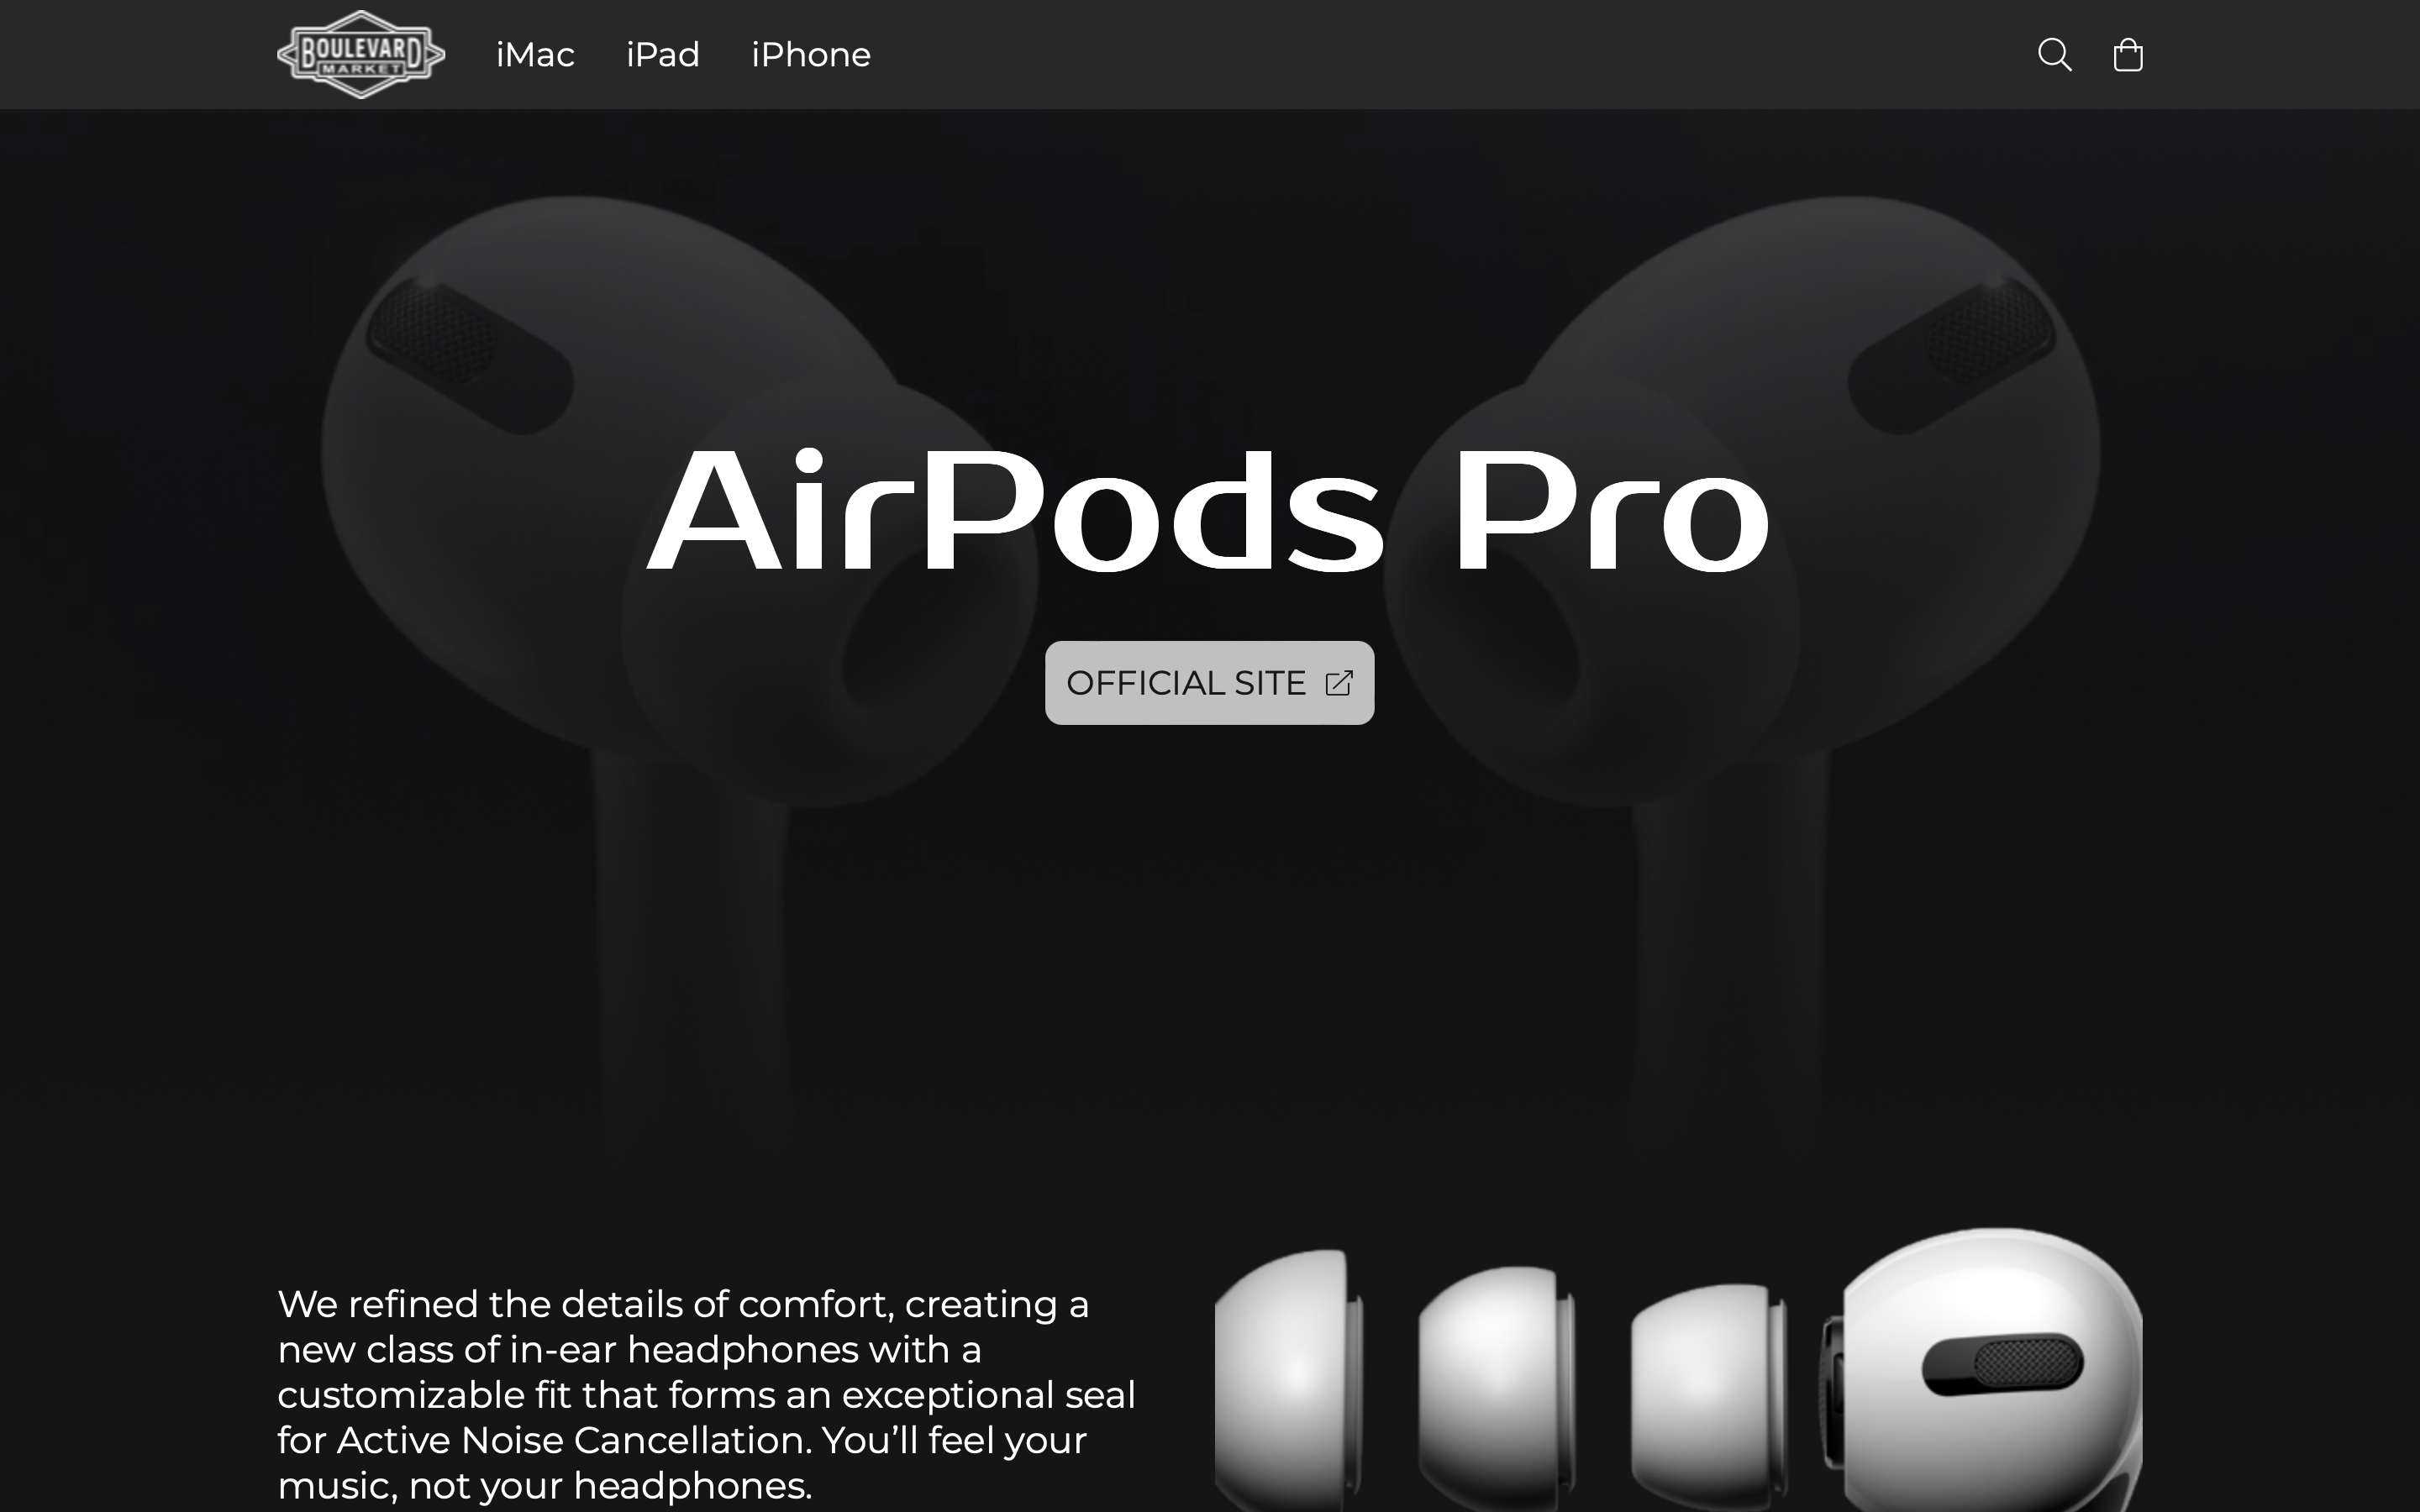 BOULEVARD
MARKET
iMac iPad iPhone
AirPods Pro
OFFICIAL SITE
We refined the details of comfort, creating a
new class of in-ear headphones with a
customizable fit that forms an exceptional seal
for Active Noise Cancellation. You’ll feel your
music, not your headphones.